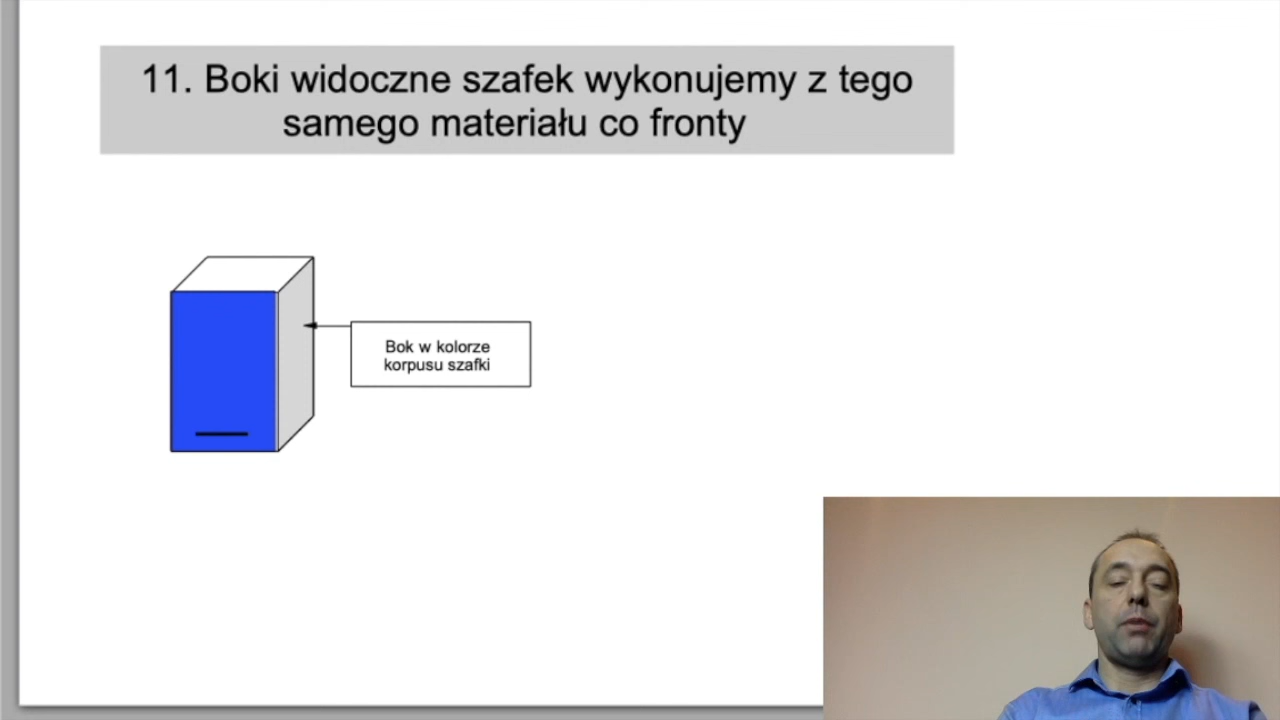 11. Boki widoczne szafek wykonujemy z tego
samego materiału co fronty
Bok w kolorze
korpusu szafki